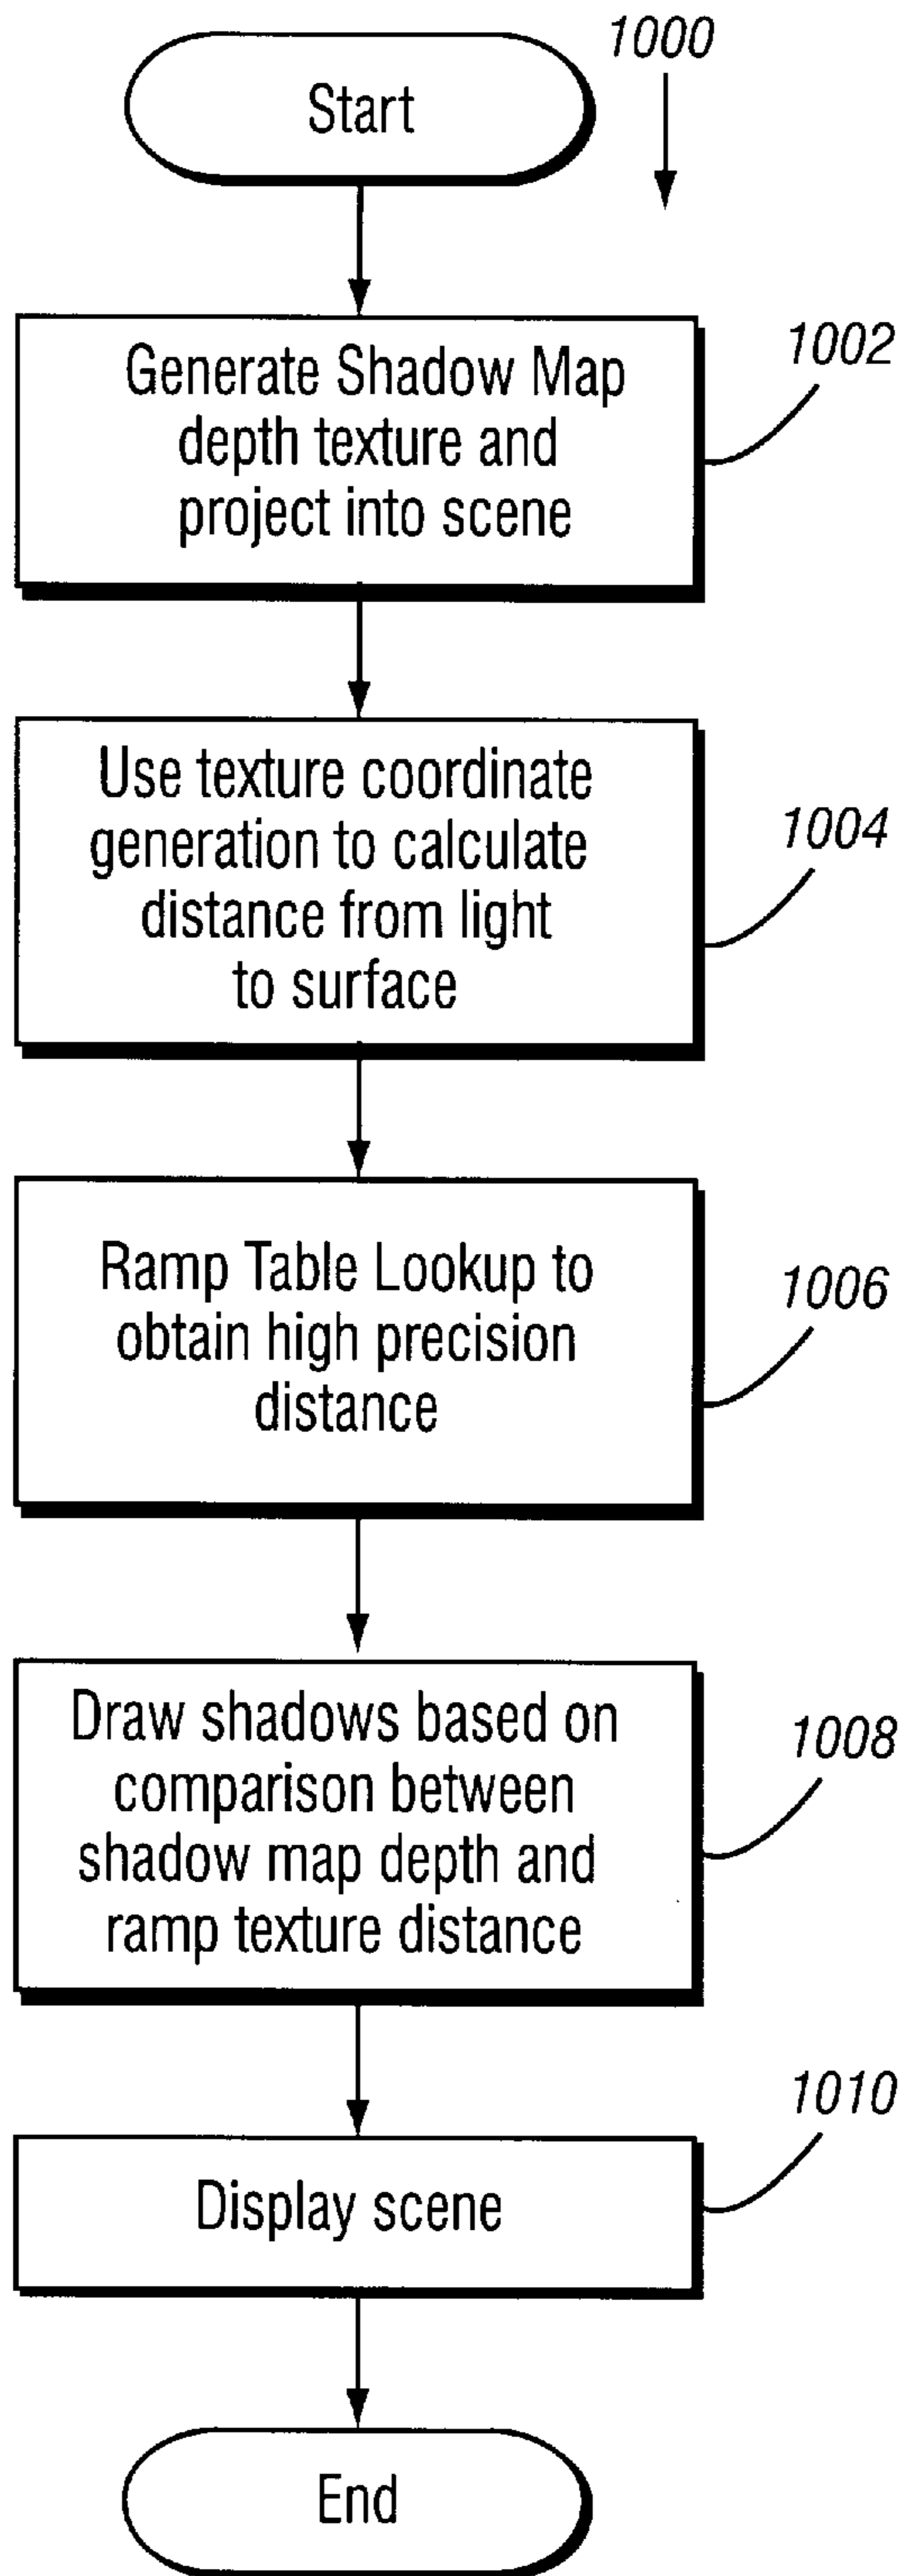 1000
Start
Generate Shadow Map
depth texture and
project into scene
1002
Use texture coordinate
generation to calculate
distance from light
to surface
1004
Ramp Table Lookup to
obtain high precision
distance
1006
Draw shadows based on
comparison between
shadow map depth and
ramp texture distance
1008
Display scene
1010
End